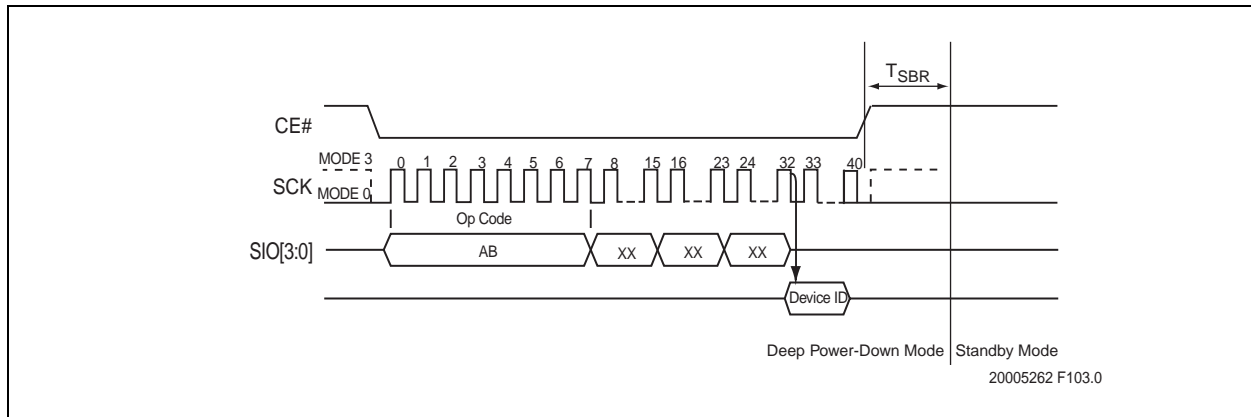 TSBR
CE#
MODE 3
0 1 2 3 4 5 6 7 8 15 16 23 24 32 33 40
SCK
MODE 0
Op Code
SIO[3:0]
AB XX XX XX
Device ID
Deep Power-Down Mode Standby Mode
20005262 F103.0